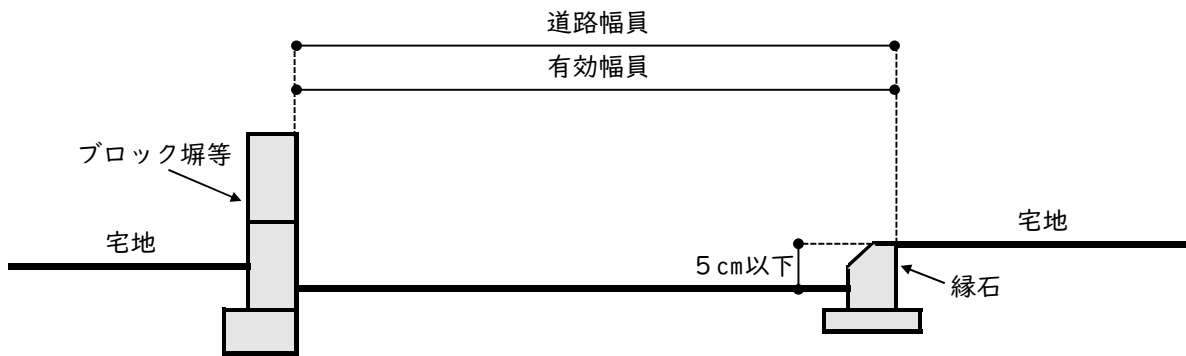 道路幅員
有効幅員
ブロック塀等
宅地
宅地
5cm以下
縁石